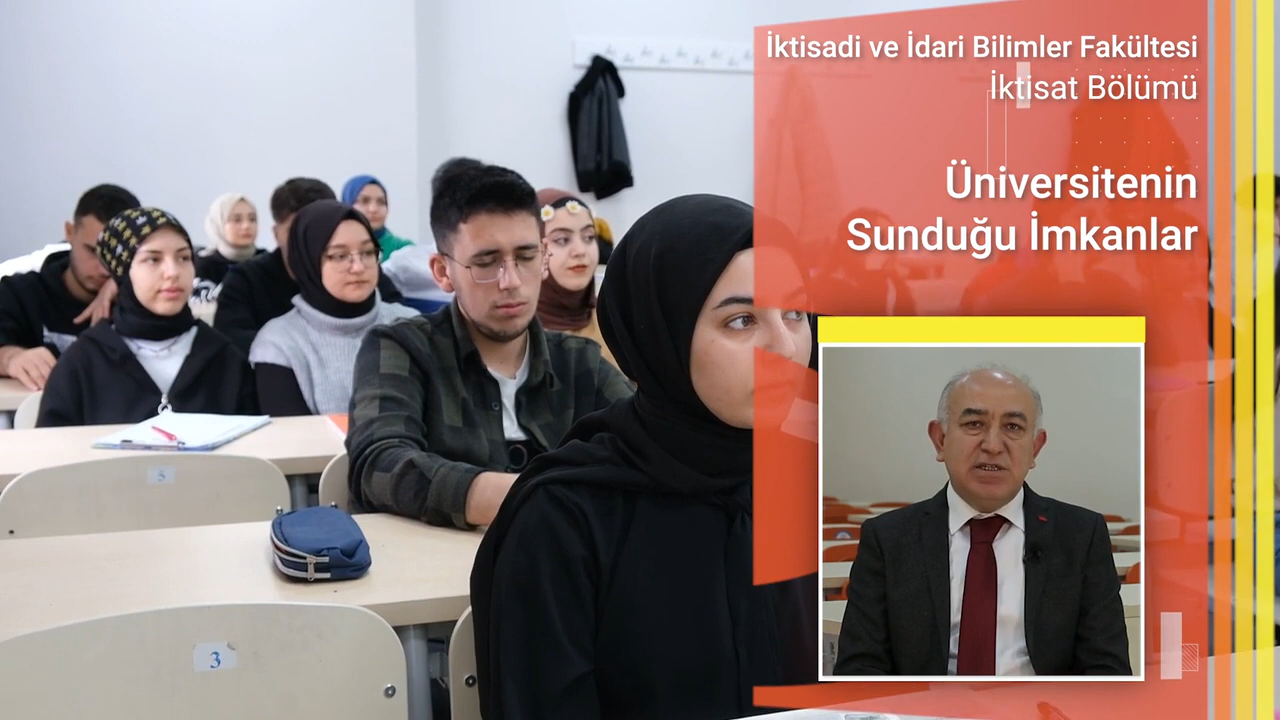 İktisadi ve İdari Bilimler Fakültesi
İktisat Bölümü
Üniversitenin
Sunduğu İmkanlar
5
3